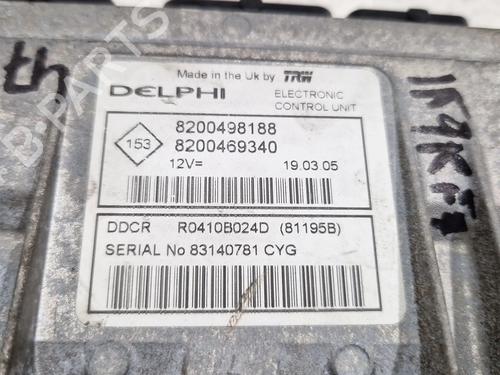 Made in the Uk by TRW
DELPHI
ELECTRONIC CONTROL UNIT
153
8200498188
8200469340
12V= 19.03.05
DDCR R0410B024D (81195B)
SERIAL No 83140781 CYG
B-PARTS